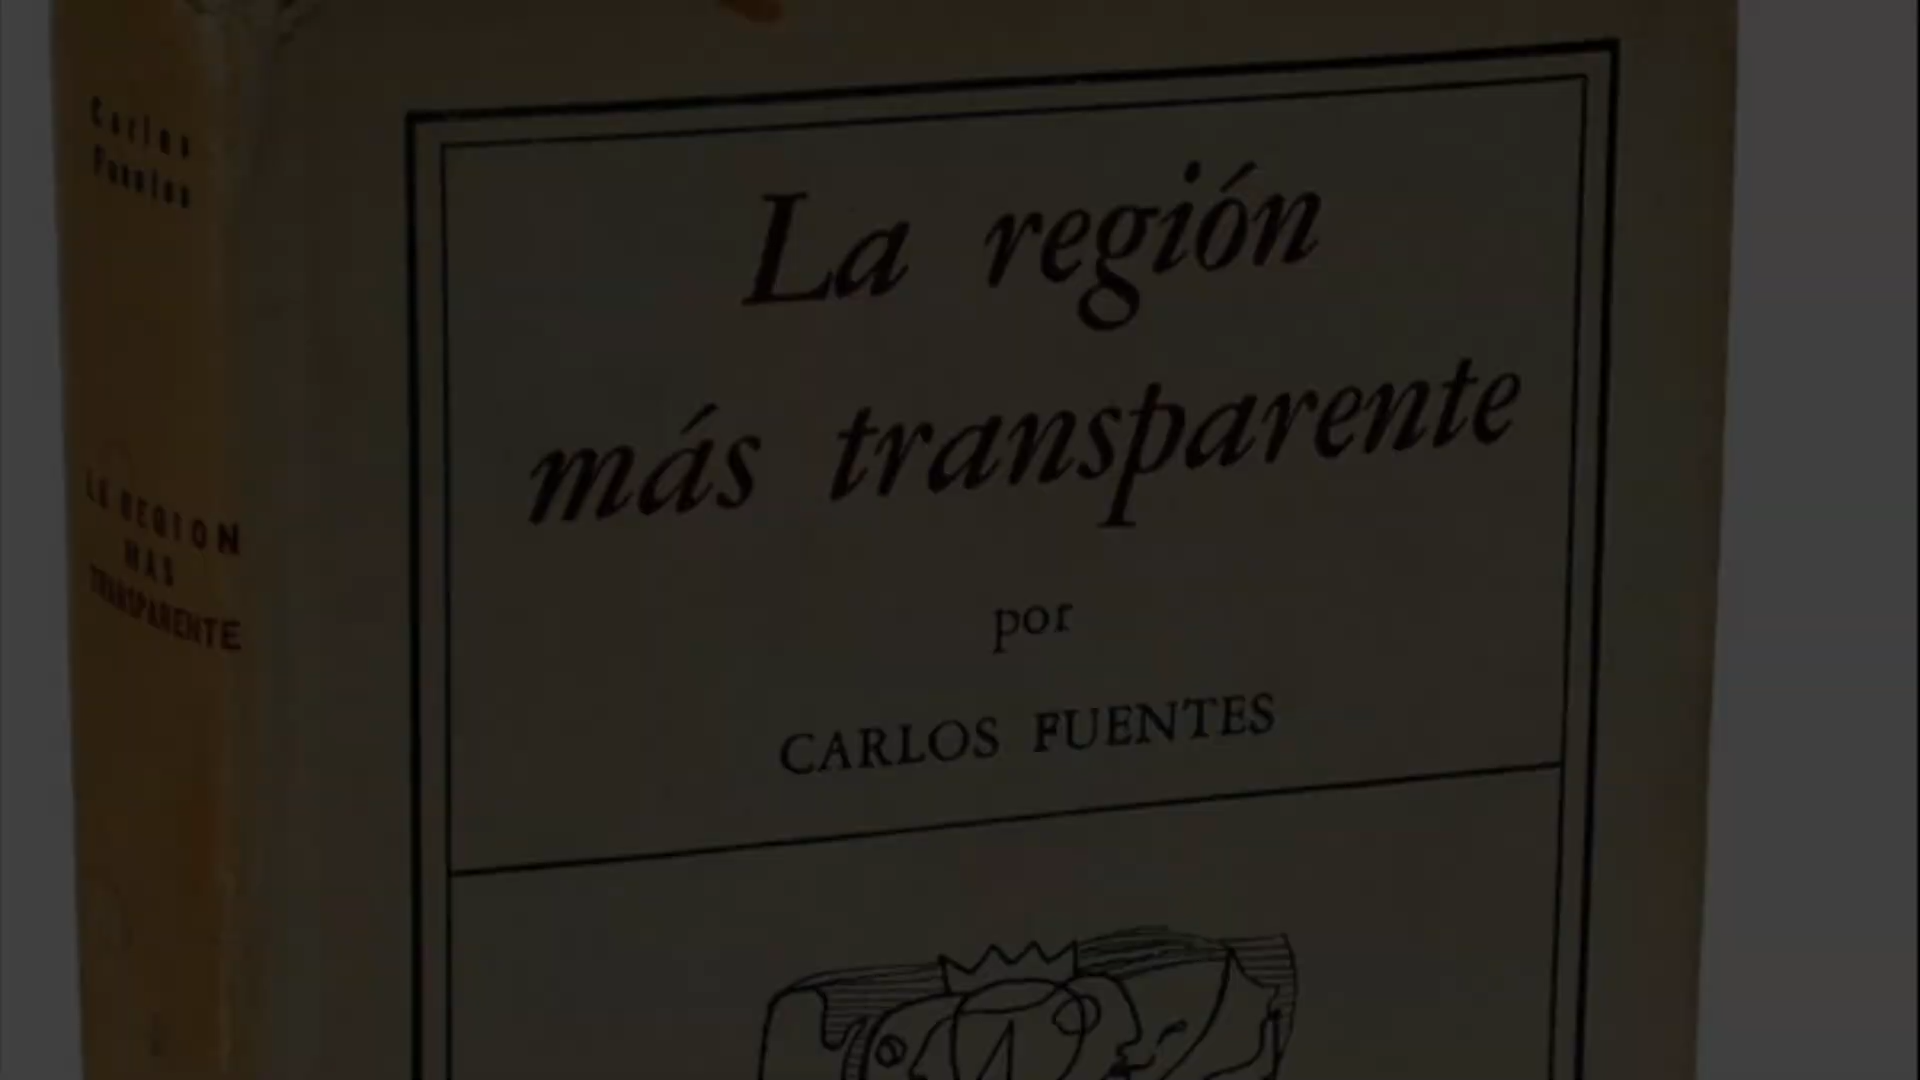 Carlos
Fuentes
LA REGION
MAS
TRANSPARENTE
La región
más transparente
por
CARLOS FUENTES